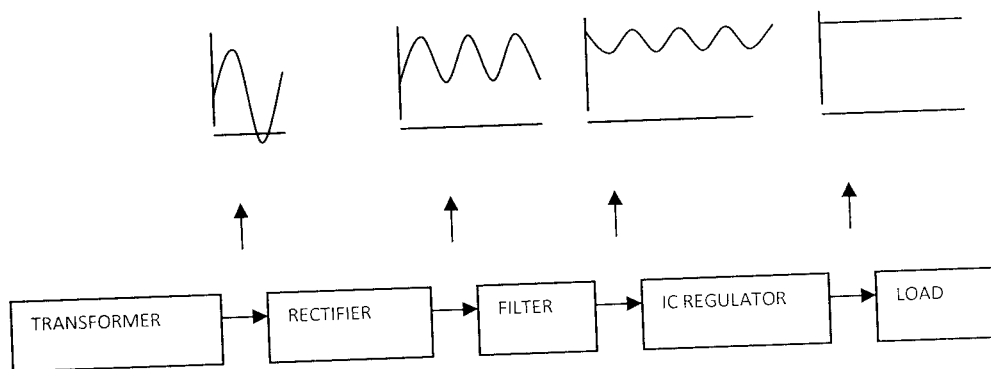 TRANSFORMER
RECTIFIER
FILTER
IC REGULATOR
LOAD